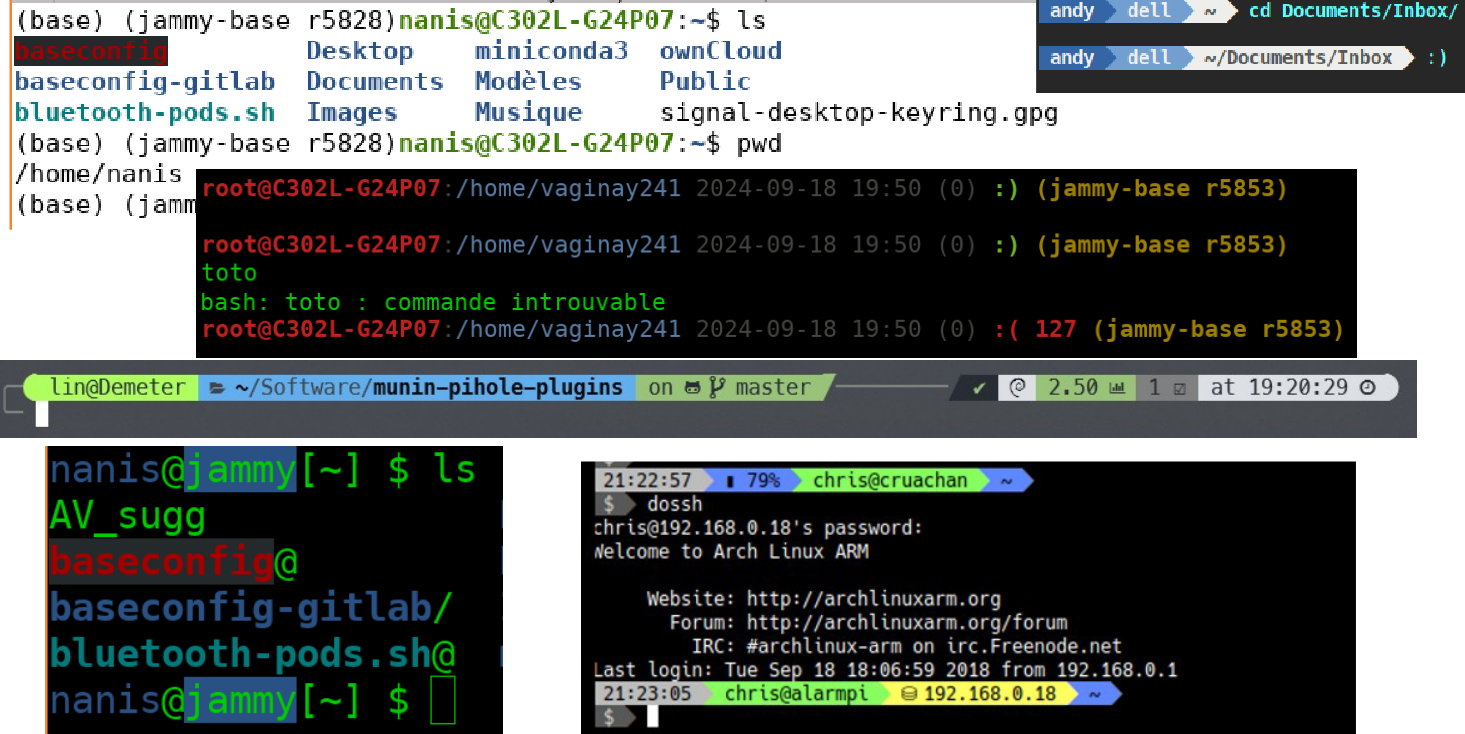 (base) (jammy-base r5828)nanis@C302L-G24P07:~$ ls
baseconfig Desktop miniconda3 ownCloud
baseconfig-gitlab Documents Modèles Public
bluetooth-pods.sh Images Musique signal-desktop-keyring.gpg
(base) (jammy-base r5828)nanis@C302L-G24P07:~$ pwd
/home/nanis
(base) (jamm
andy dell ~ cd Documents/Inbox/
andy dell ~/Documents/Inbox :)
root@C302L-G24P07:/home/vaginay241 2024-09-18 19:50 (0) :) (jammy-base r5853)
root@C302L-G24P07:/home/vaginay241 2024-09-18 19:50 (0) :) (jammy-base r5853)
toto
bash: toto : commande introuvable
root@C302L-G24P07:/home/vaginay241 2024-09-18 19:50 (0) :( 127 (jammy-base r5853)
lin@Demeter ~/Software/munin-pihole-plugins on master ✔ 2.50 1 at 19:20:29
nanis@jammy[~] $ ls
AV_sugg
baseconfig@
baseconfig-gitlab/
bluetooth-pods.sh@
nanis@jammy[~] $
21:22:57 79% chris@cruachan ~
$ dossh
chris@192.168.0.18's password:
Welcome to Arch Linux ARM
Website: http://archlinuxarm.org
Forum: http://archlinuxarm.org/forum
IRC: #archlinux-arm on irc.Freenode.net
Last login: Tue Sep 18 18:06:59 2018 from 192.168.0.1
21:23:05 chris@alarmpi 192.168.0.18 ~
$